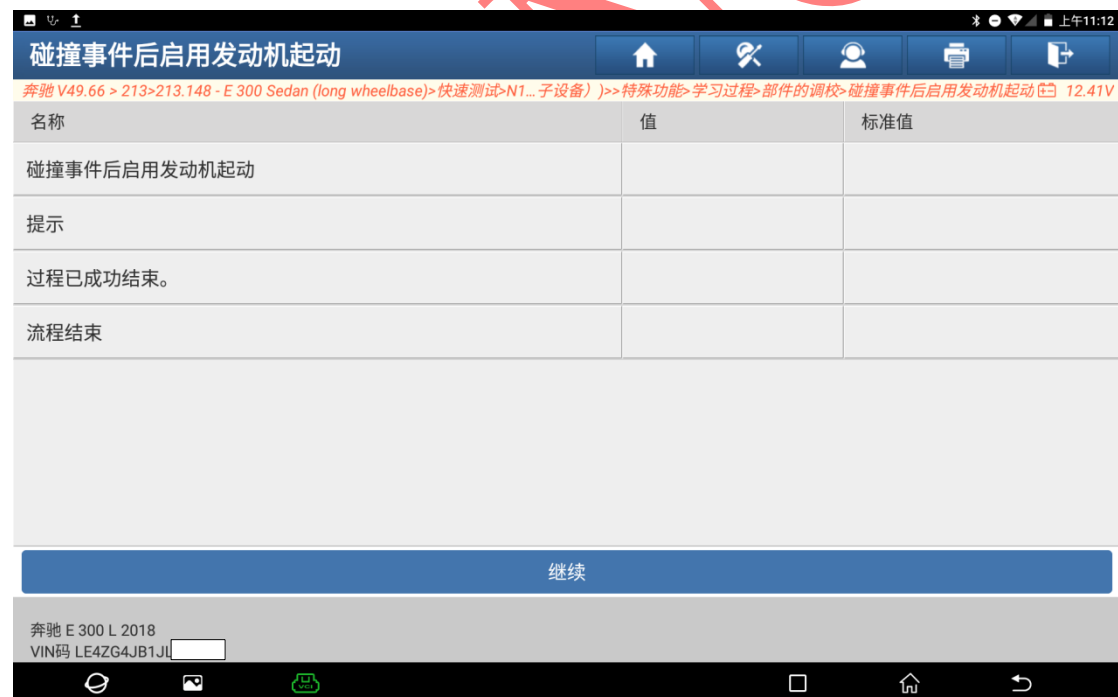 上午11:12
碰撞事件后启用发动机起动
奔驰 V49.66 > 213>213.148 - E 300 Sedan (long wheelbase)>快速测试>N1...子设备））>>特殊功能>学习过程>部件的调校>碰撞事件后启用发动机起动 12.41V
名称 值 标准值
碰撞事件后启用发动机起动
提示
过程已成功结束。
流程结束
继续
奔驰 E 300 L 2018
VIN码 LE4ZG4JB1JL
VCI